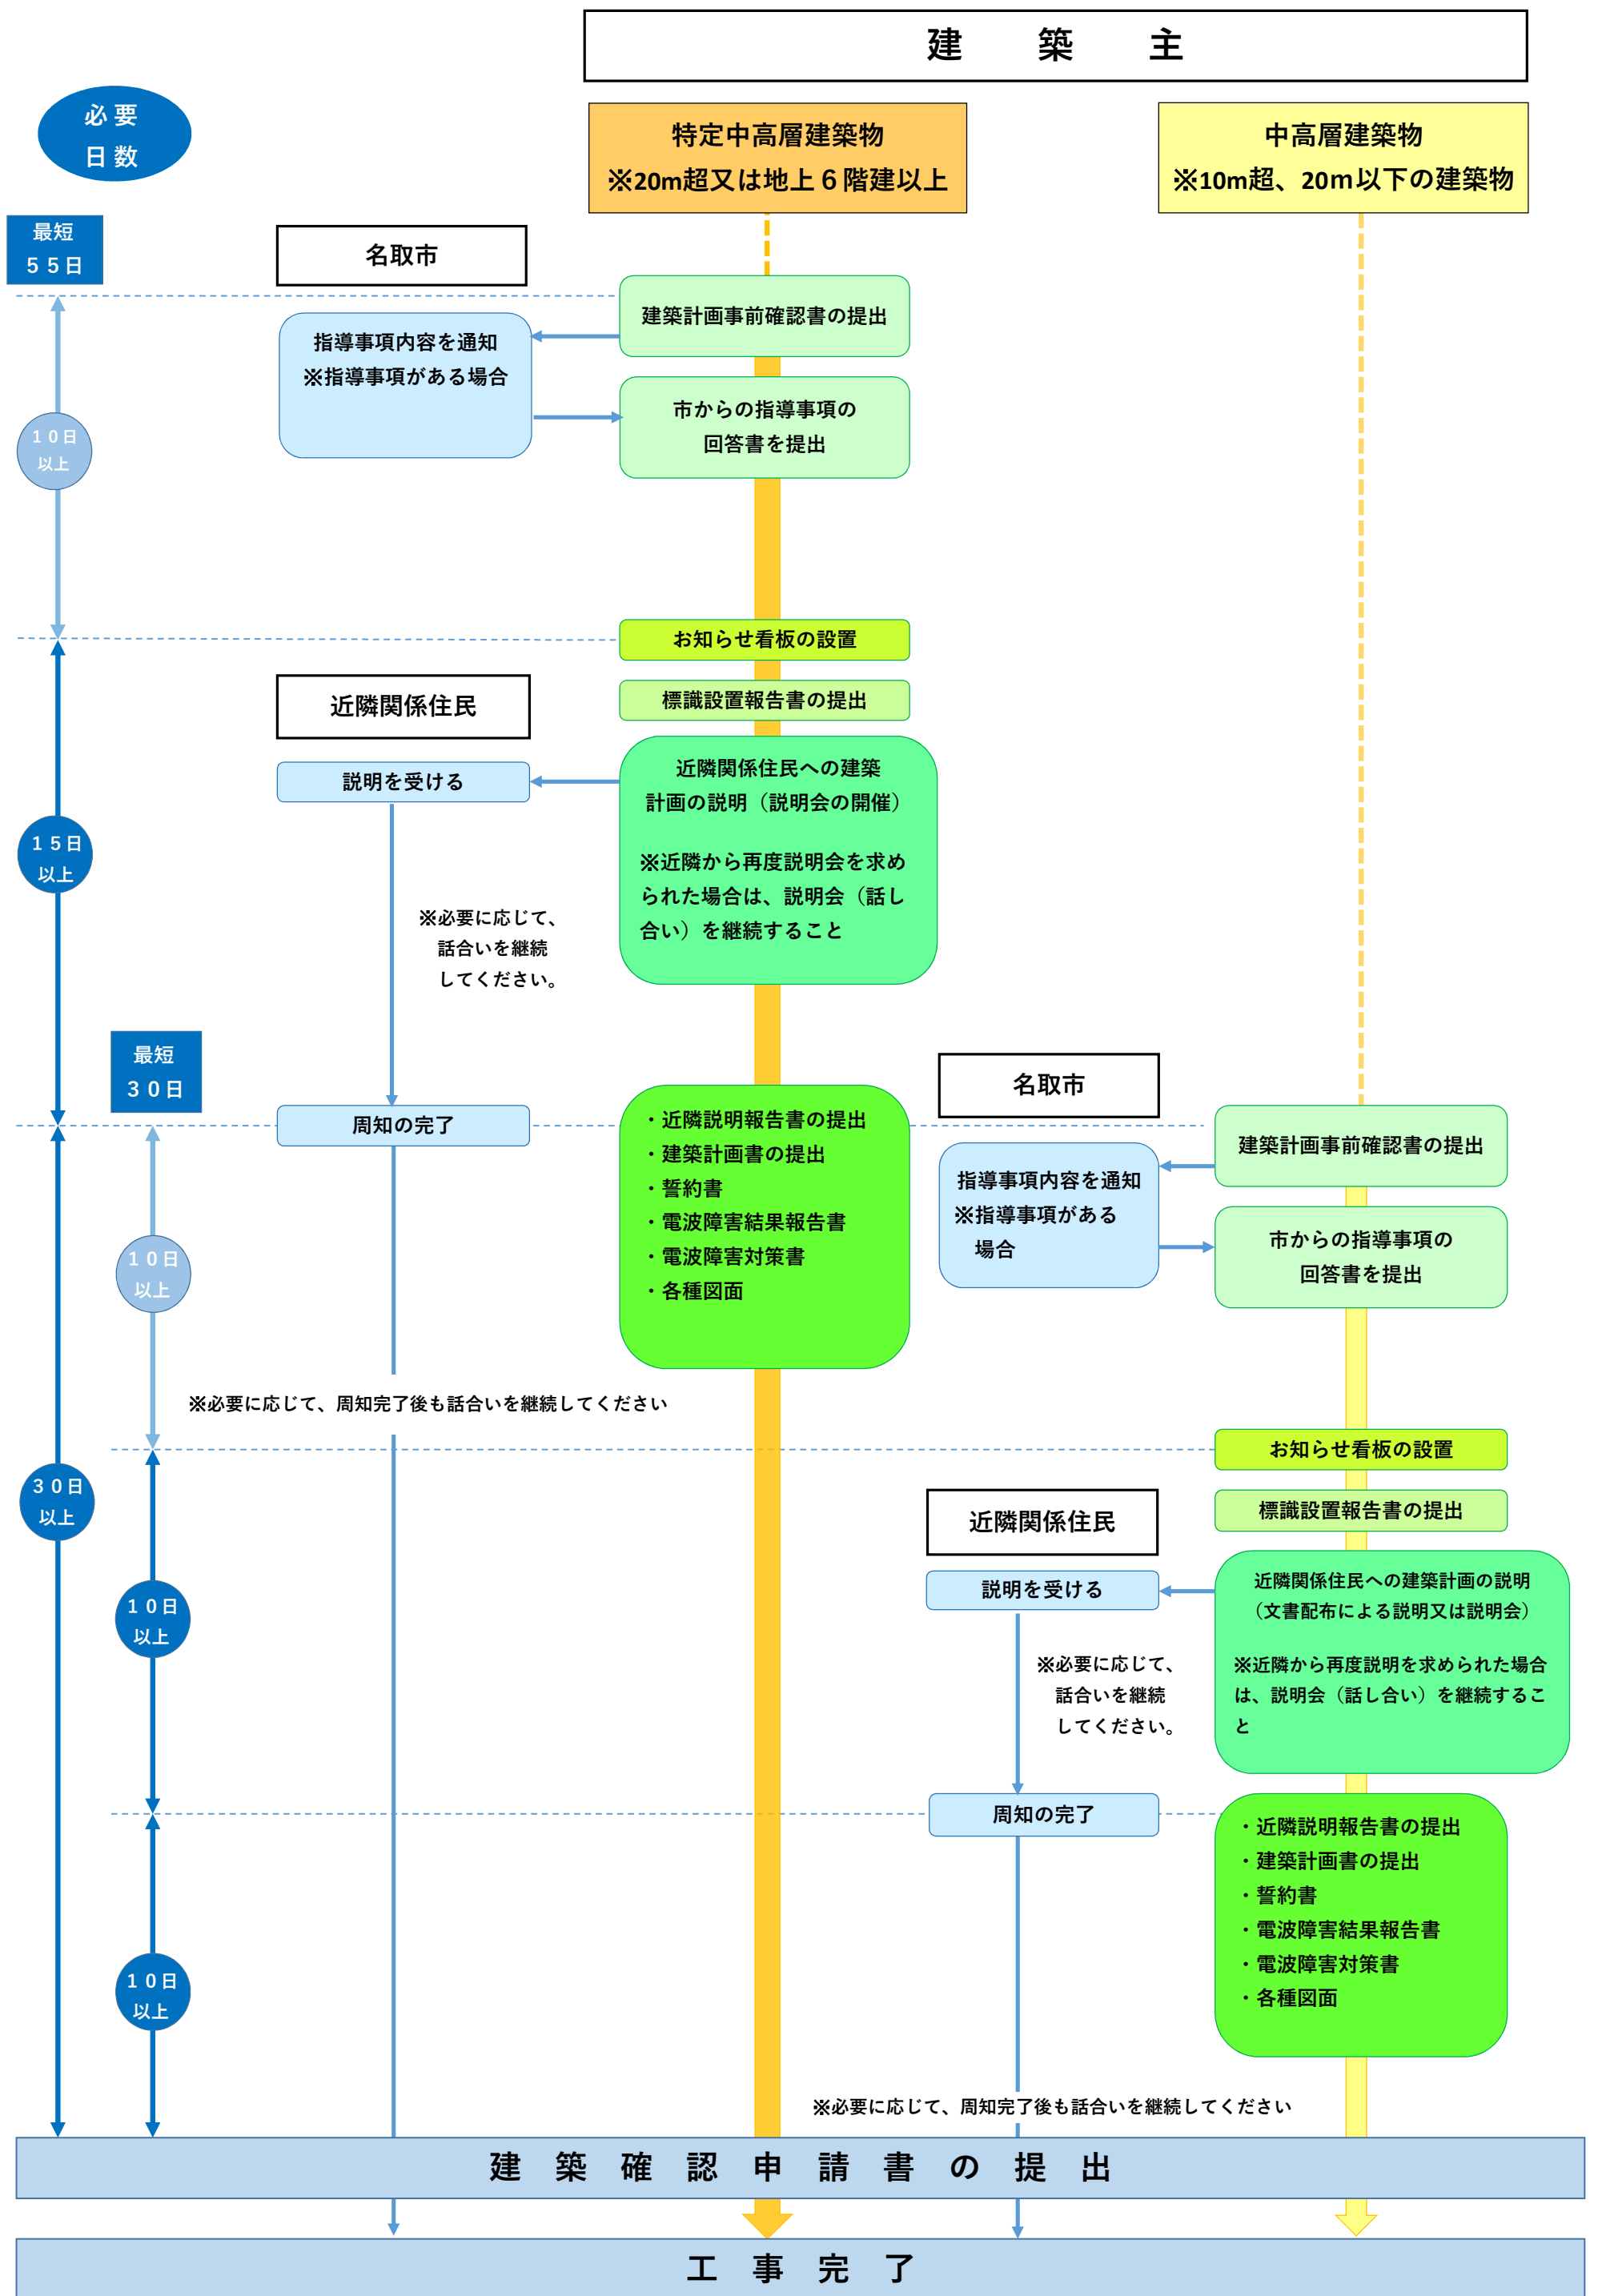 建　築　主
必要
日数
特定中高層建築物
※20m超又は地上６階建以上
中高層建築物
※10m超、20ｍ以下の建築物
最短
５５日
名取市
建築計画事前確認書の提出
指導事項内容を通知
※指導事項がある場合
市からの指導事項の
回答書を提出
１０日
以上
お知らせ看板の設置
標識設置報告書の提出
近隣関係住民
説明を受ける
近隣関係住民への建築
計画の説明（説明会の開催）
※近隣から再度説明会を求め
られた場合は、説明会（話し
合い）を継続すること
１５日
以上
※必要に応じて、
話合いを継続
してください。
最短
３０日
周知の完了
・近隣説明報告書の提出
・建築計画書の提出
・誓約書
・電波障害結果報告書
・電波障害対策書
・各種図面
名取市
建築計画事前確認書の提出
指導事項内容を通知
※指導事項がある
場合
市からの指導事項の
回答書を提出
１０日
以上
※必要に応じて、周知完了後も話合いを継続してください
お知らせ看板の設置
３０日
以上
標識設置報告書の提出
近隣関係住民
説明を受ける
近隣関係住民への建築計画の説明
（文書配布による説明又は説明会）
※近隣から再度説明を求められた場合
は、説明会（話し合い）を継続するこ
と
１０日
以上
※必要に応じて、
話合いを継続
してください。
周知の完了
・近隣説明報告書の提出
・建築計画書の提出
・誓約書
・電波障害結果報告書
・電波障害対策書
・各種図面
１０日
以上
※必要に応じて、周知完了後も話合いを継続してください
建　築　確　認　申　請　書　の　提　出
工　事　完　了